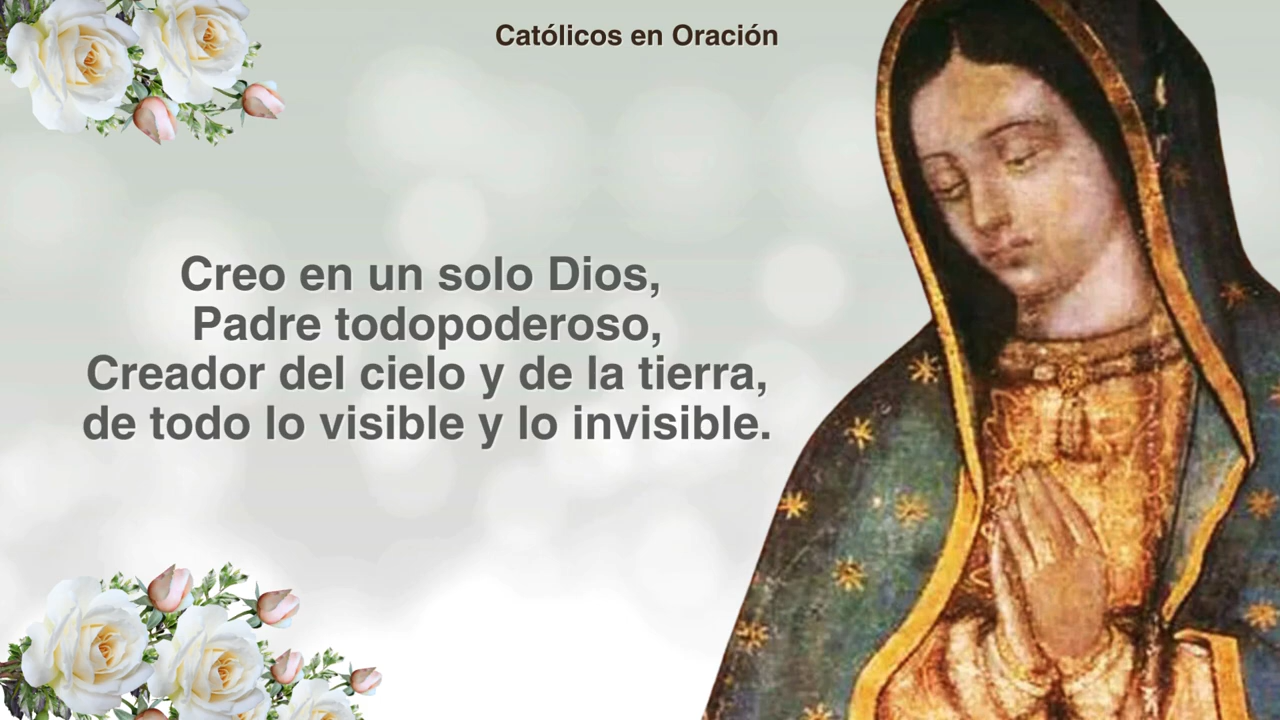 Católicos en Oración
Creo en un solo Dios,
Padre todopoderoso,
Creador del cielo y de la tierra,
de todo lo visible y lo invisible.